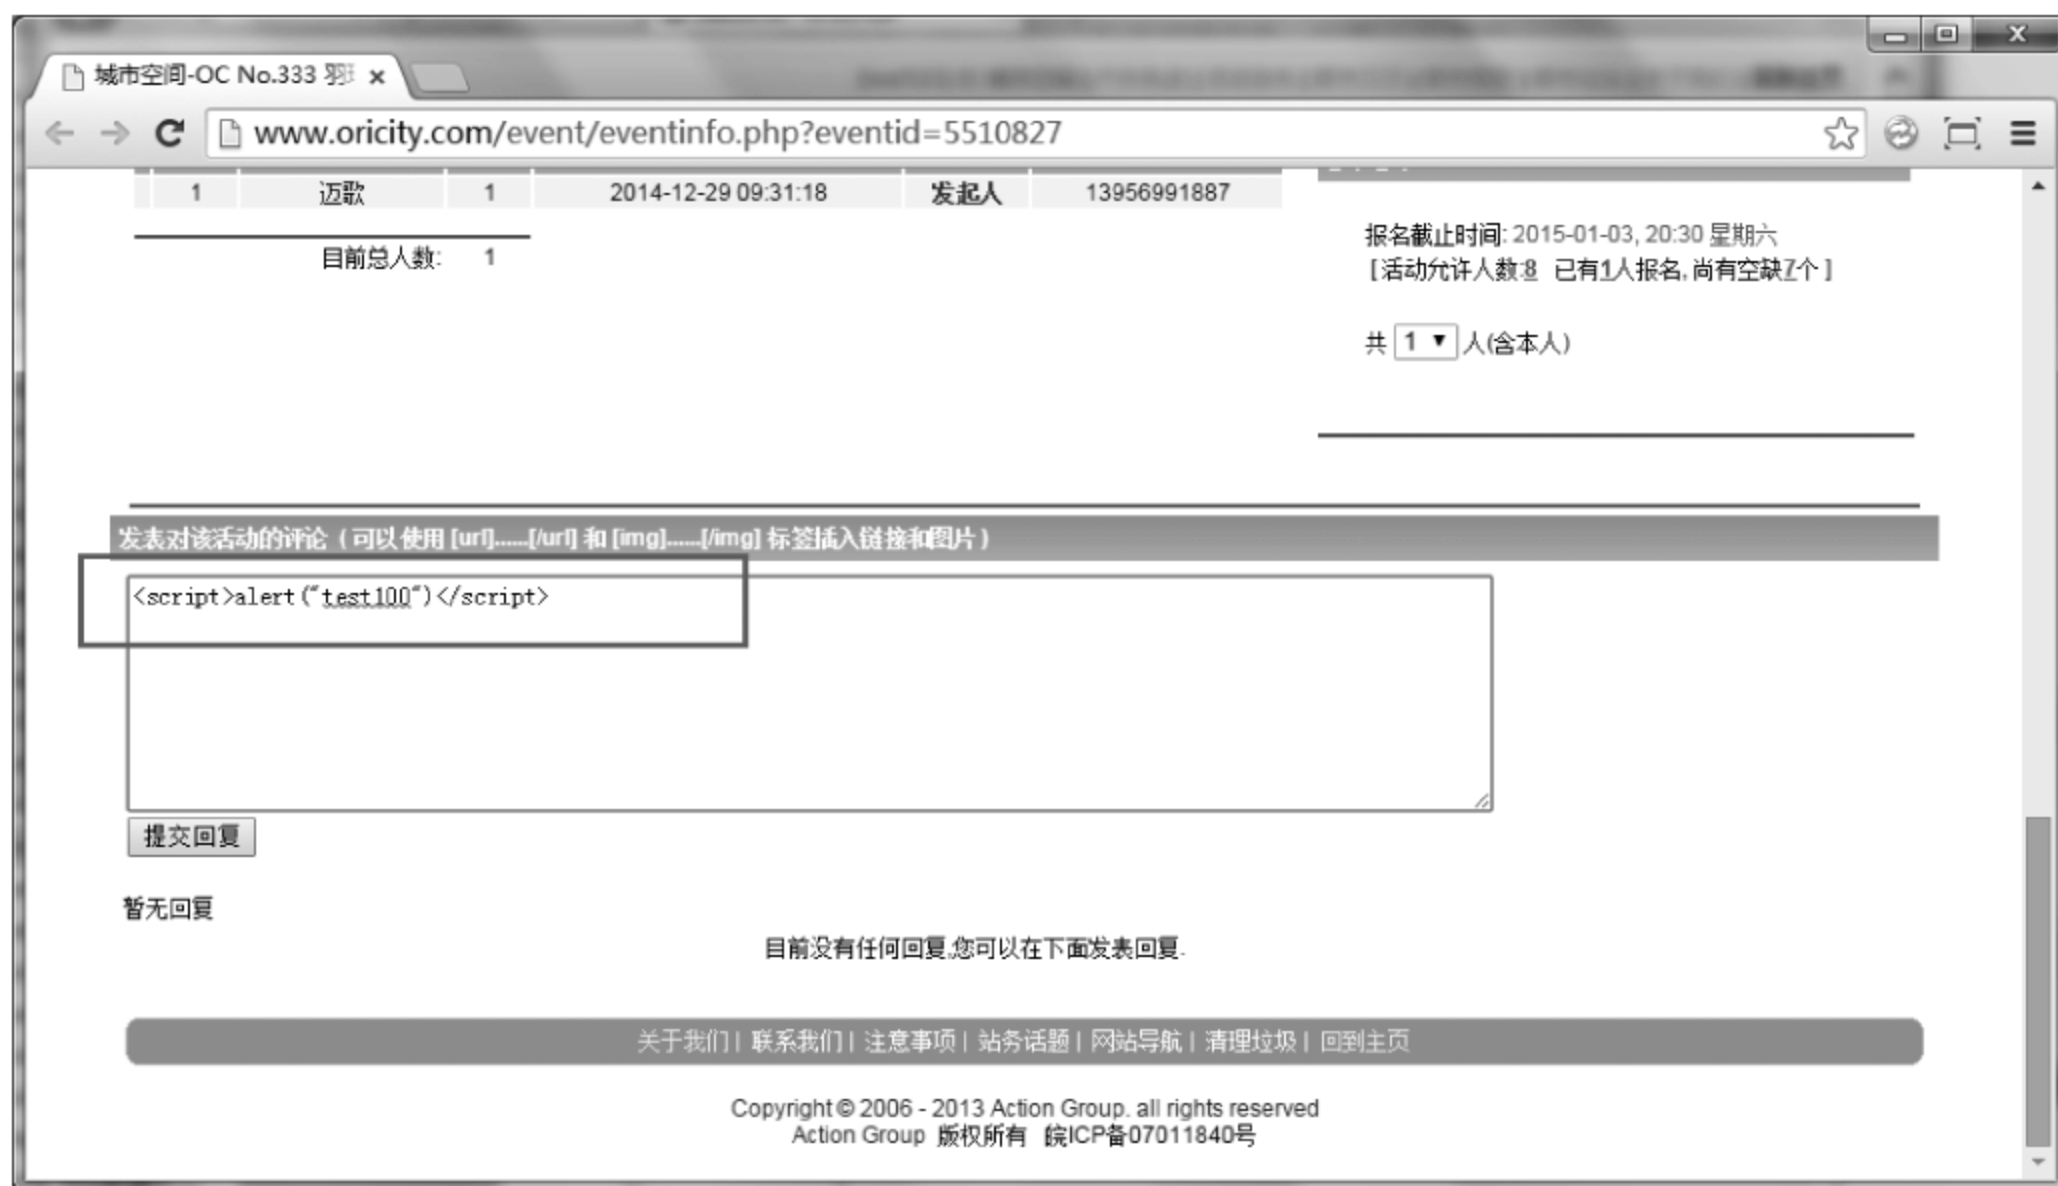 城市空间-OC No.333 羽
www.oricity.com/event/eventinfo.php?eventid=5510827
1 迈歌 1 2014-12-29 09:31:18 发起人 13956991887
目前总人数: 1
报名截止时间: 2015-01-03, 20:30 星期六
[活动允许人数:8 已有1人报名, 尚有空缺7个 ]
共 1 人(含本人)
发表对该活动的评论 ( 可以使用 [url]......[/url] 和 [img]......[/img] 标签插入链接和图片 )
<script>alert("test100")</script>
提交回复
暂无回复
目前没有任何回复,您可以在下面发表回复.
关于我们 | 联系我们 | 注意事项 | 站务话题 | 网站导航 | 清理垃圾 | 回到主页
Copyright © 2006 - 2013 Action Group. all rights reserved
Action Group 版权所有 皖ICP备07011840号